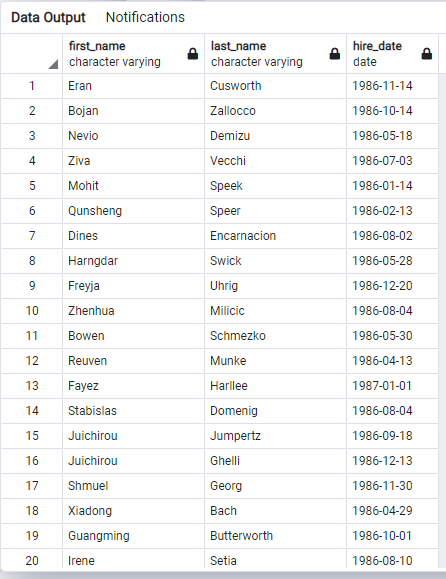 Data Output Notifications
first_name last_name hire_date
character varying character varying date
1 Eran Cusworth 1986-11-14
2 Bojan Zallocco 1986-10-14
3 Nevio Demizu 1986-05-18
4 Ziva Vecchi 1986-07-03
5 Mohit Speek 1986-01-14
6 Qunsheng Speer 1986-02-13
7 Dines Encarnacion 1986-08-02
8 Harngdar Swick 1986-05-28
9 Freyja Uhrig 1986-12-20
10 Zhenhua Milicic 1986-08-04
11 Bowen Schmezko 1986-05-30
12 Reuven Munke 1986-04-13
13 Fayez Harllee 1987-01-01
14 Stabislas Domenig 1986-08-04
15 Juichirou Jumpertz 1986-09-18
16 Juichirou Ghelli 1986-12-13
17 Shmuel Georg 1986-11-30
18 Xiadong Bach 1986-04-29
19 Guangming Butterworth 1986-10-01
20 Irene Setia 1986-08-10